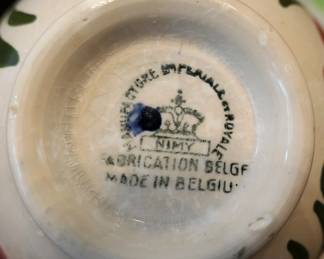 MANUFACTURE IMPERIALE ET ROYALE
NIMY
FABRICATION BELGE
MADE IN BELGIUM